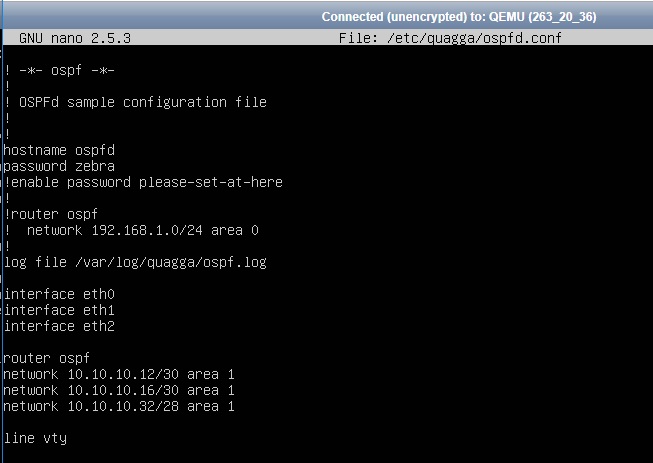 Connected (unencrypted) to: QEMU (263_20_36)
GNU nano 2.5.3 File: /etc/quagga/ospfd.conf
! -*- ospf -*-
!
! OSPFd sample configuration file
!
!
hostname ospfd
password zebra
!enable password please-set-at-here
!
!router ospf
!  network 192.168.1.0/24 area 0
!
log file /var/log/quagga/ospf.log
interface eth0
interface eth1
interface eth2
router ospf
network 10.10.10.12/30 area 1
network 10.10.10.16/30 area 1
network 10.10.10.32/28 area 1
line vty